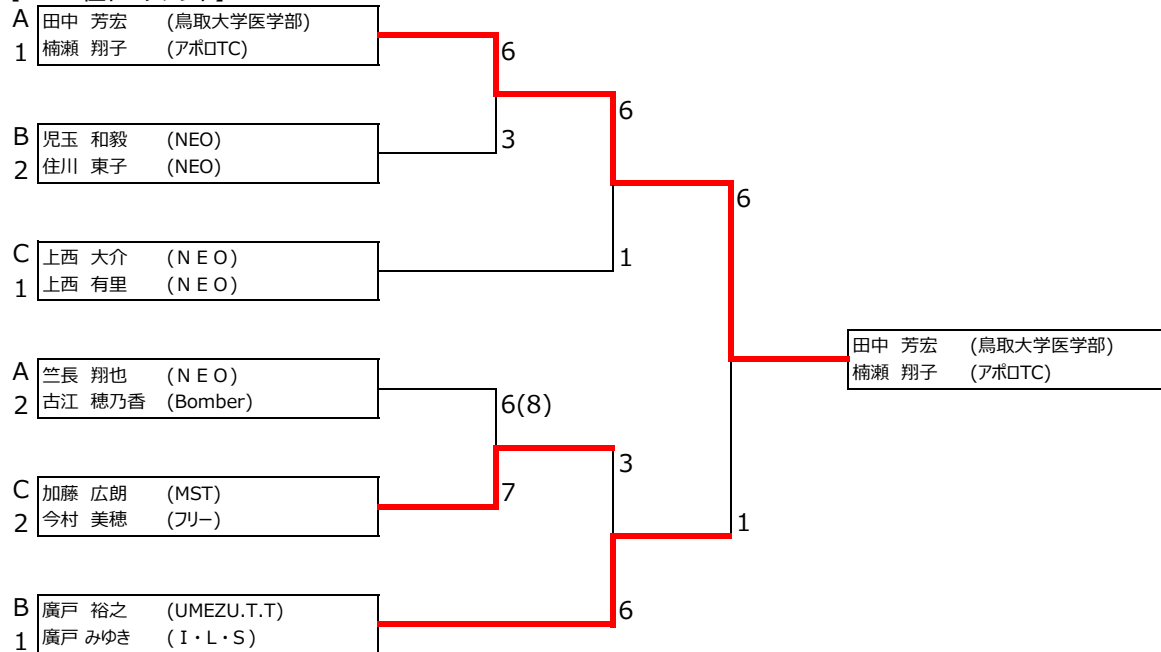 A 田中 芳宏 (鳥取大学医学部)
1 楠瀬 翔子 (アポロTC)
6
6
B 児玉 和毅 (NEO)
3
2 住川 東子 (NEO)
6
C 上西 大介 (ＮＥＯ)
1
1 上西 有里 (ＮＥＯ)
田中 芳宏 (鳥取大学医学部)
楠瀬 翔子 (アポロTC)
A 竺長 翔也 (ＮＥＯ)
2 古江 穂乃香 (Bomber)
6(8)
3
C 加藤 広朗 (MST)
7
2 今村 美穂 (フリー)
1
B 廣戸 裕之 (UMEZU.T.T)
6
1 廣戸 みゆき (Ｉ・Ｌ・Ｓ)